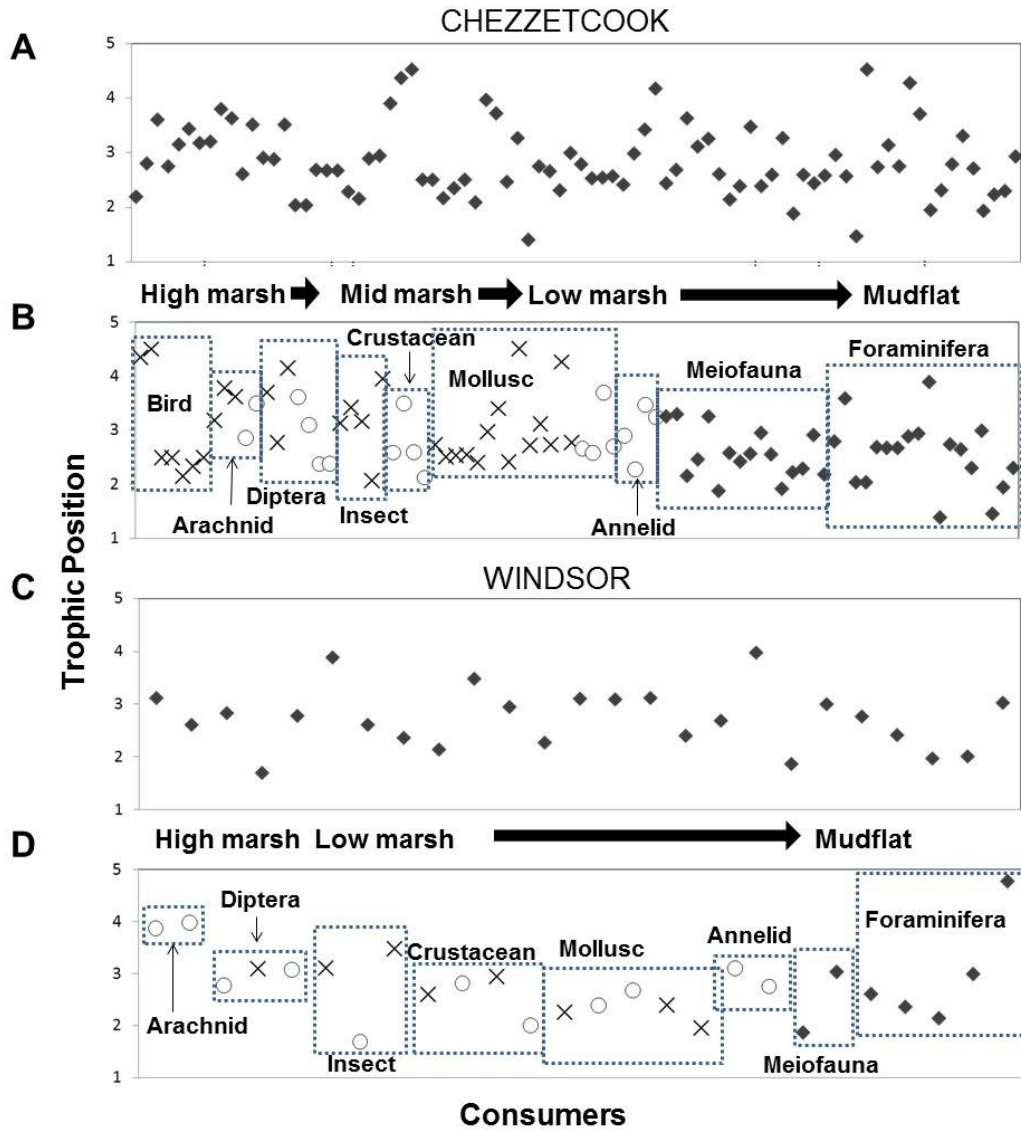 CHEZZETCOOK
A
5
4
3
2
1
High marsh Mid marsh Low marsh Mudflat
B
5
4
3
2
1
Crustacean
Foraminifera
Meiofauna
Mollusc
Bird
Diptera
Insect
Arachnid
Annelid
Trophic Position
WINDSOR
C
5
4
3
2
1
High marsh Low marsh Mudflat
D
5
4
3
2
1
Diptera
Foraminifera
Annelid
Crustacean Mollusc
Arachnid
Insect
Meiofauna
Consumers